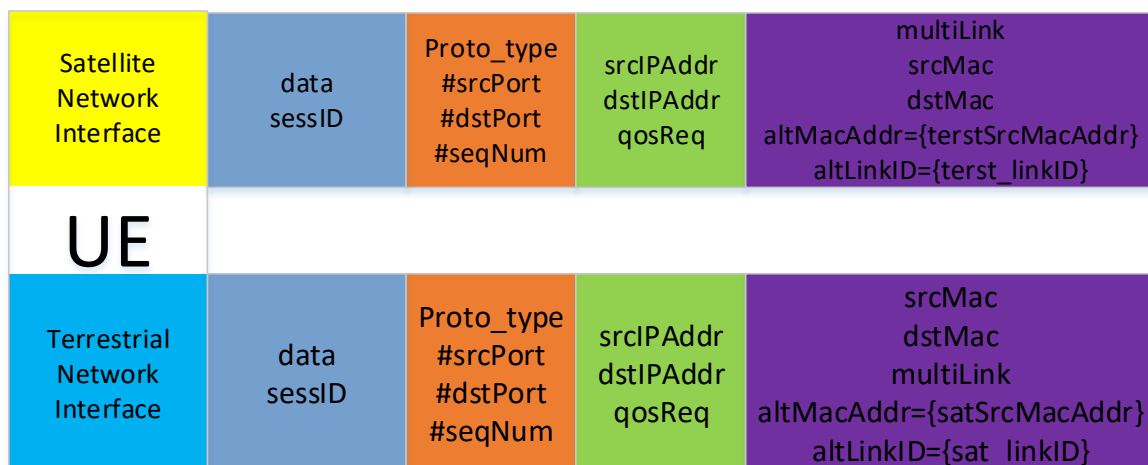 Satellite
Network
Interface
data
sessID
Proto_type
#srcPort
#dstPort
#seqNum
srcIPAddr
dstIPAddr
qosReq
multiLink
srcMac
dstMac
altMacAddr={terstSrcMacAddr}
altLinkID={terst_linkID}
UE
Terrestrial
Network
Interface
data
sessID
Proto_type
#srcPort
#dstPort
#seqNum
srcIPAddr
dstIPAddr
qosReq
srcMac
dstMac
multiLink
altMacAddr={satSrcMacAddr}
altLinkID={sat_linkID}